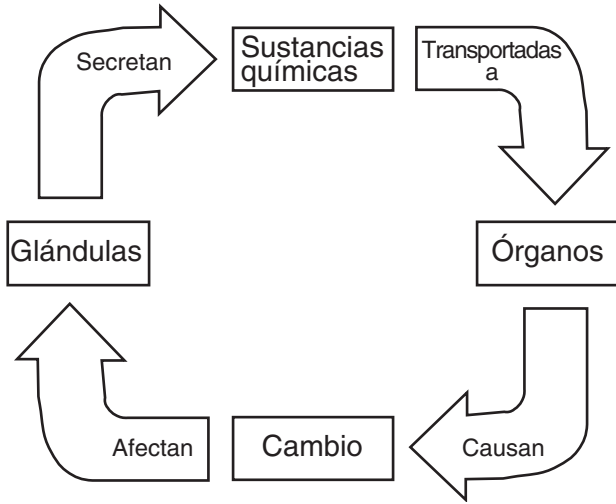 Secretan
Sustancias
químicas
Transportadas
a
Órganos
Causan
Cambio
Afectan
Glándulas